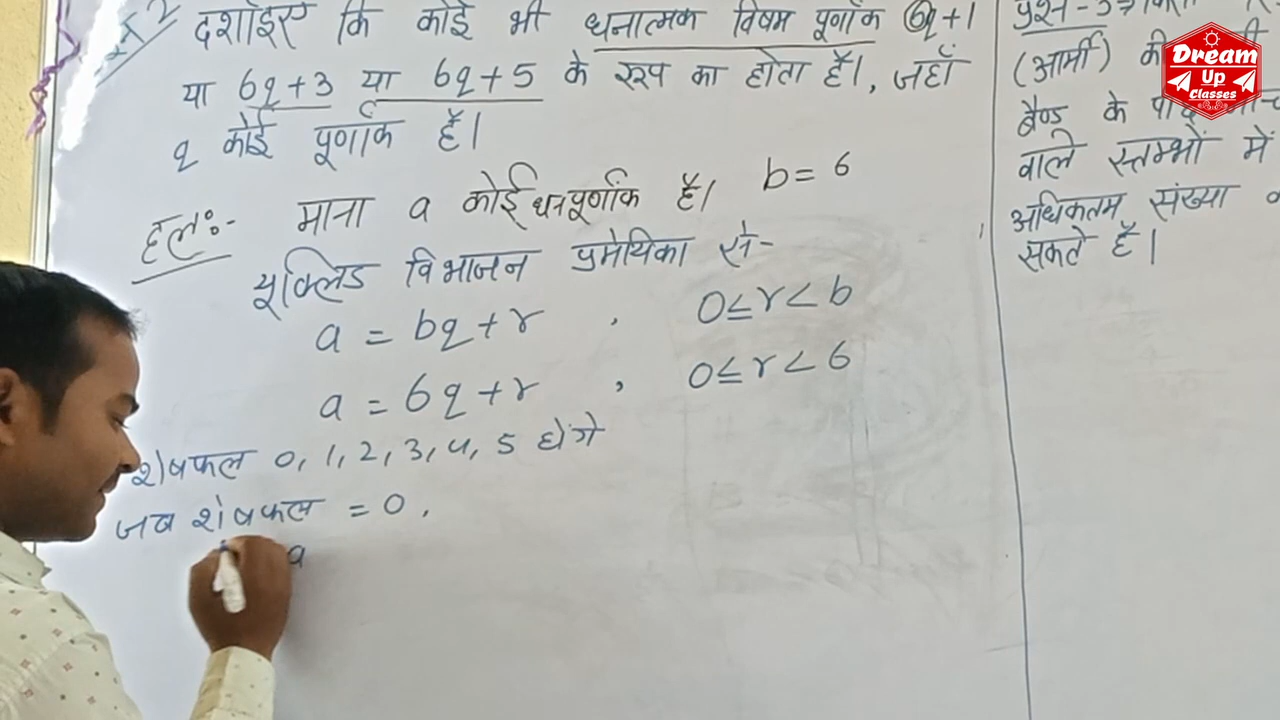 दर्शाइए कि कोई भी धनात्मक विषम पूर्णांक 6q+1
या 6q+3 या 6q+5 के रूप का होता है।, जहाँ
q कोई पूर्णांक है।
हलः- माना a कोई धनपूर्णांक है। b = 6
यूक्लिड विभाजन प्रमेयिका से-
a = bq + r , 0 ≤ r < b
a = 6q + r , 0 ≤ r < 6
शेषफल 0, 1, 2, 3, 4, 5 होंगे
जब शेषफल = 0 ,
a
प्रश्न-3
(आर्मी) की
बैण्ड के
वाले स्तम्भों में
अधिकतम संख्या
सकते है।
Dream
Up
Classes